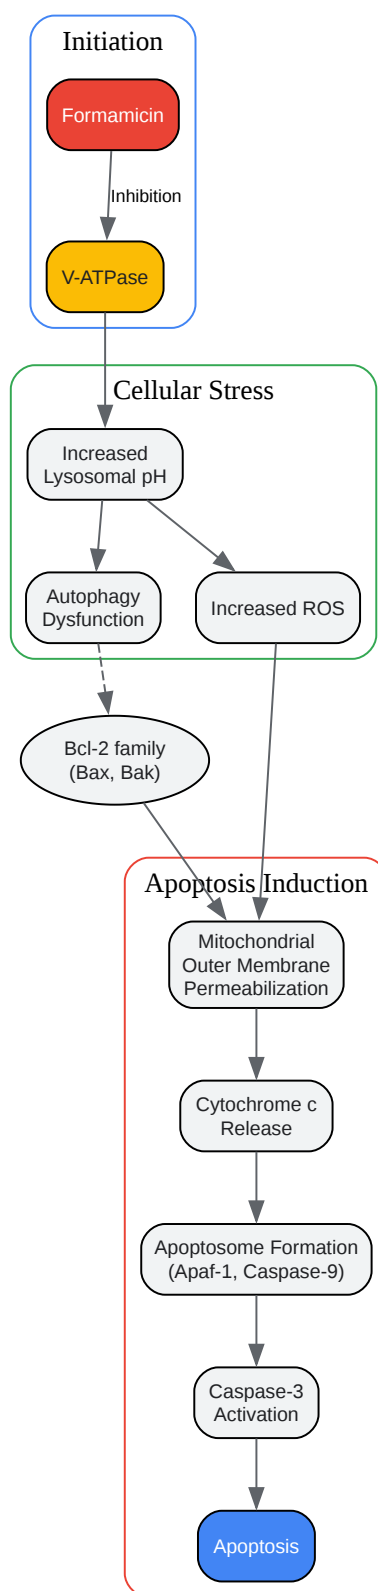 Initiation
Formamicin
Inhibition
V-ATPase
Cellular Stress
Increased
Lysosomal pH
Autophagy
Dysfunction
Increased ROS
Bcl-2 family
(Bax, Bak)
Apoptosis Induction
Mitochondrial
Outer Membrane
Permeabilization
Cytochrome c
Release
Apoptosome Formation
(Apaf-1, Caspase-9)
Caspase-3
Activation
Apoptosis